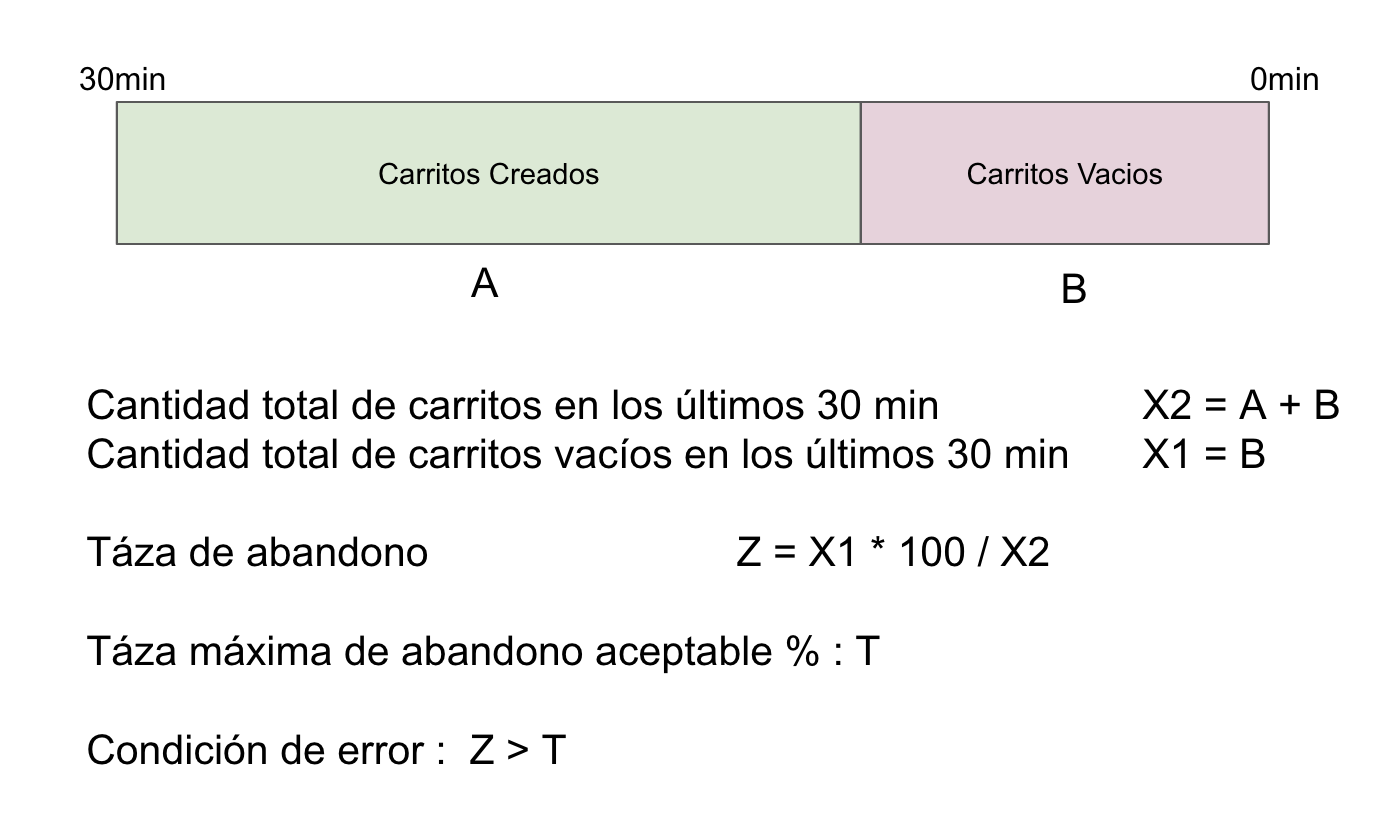 30min 0min
Carritos Creados Carritos Vacios
A B
Cantidad total de carritos en los últimos 30 min X2 = A + B
Cantidad total de carritos vacíos en los últimos 30 min X1 = B
Táza de abandono Z = X1 * 100 / X2
Táza máxima de abandono aceptable % : T
Condición de error : Z > T